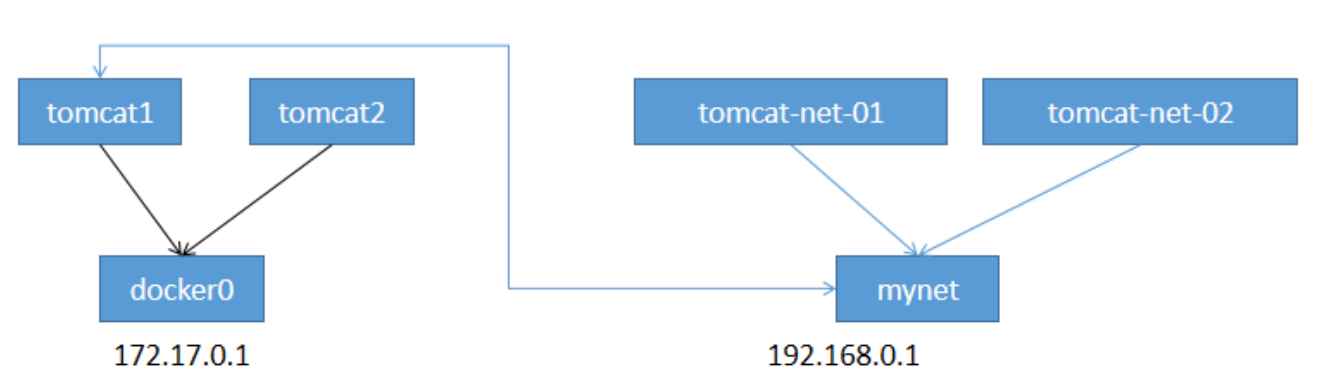 tomcat1
tomcat2
tomcat-net-01
tomcat-net-02
docker0
mynet
172.17.0.1
192.168.0.1